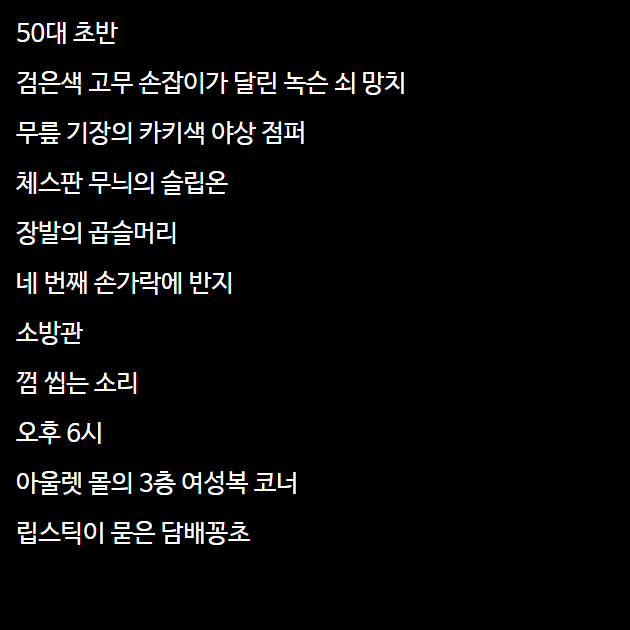 50대 초반
검은색 고무 손잡이가 달린 녹슨 쇠 망치
무릎 기장의 카키색 야상 점퍼
체스판 무늬의 슬립온
장발의 곱슬머리
네 번째 손가락에 반지
소방관
껌 씹는 소리
오후 6시
아울렛 몰의 3층 여성복 코너
립스틱이 묻은 담배꽁초